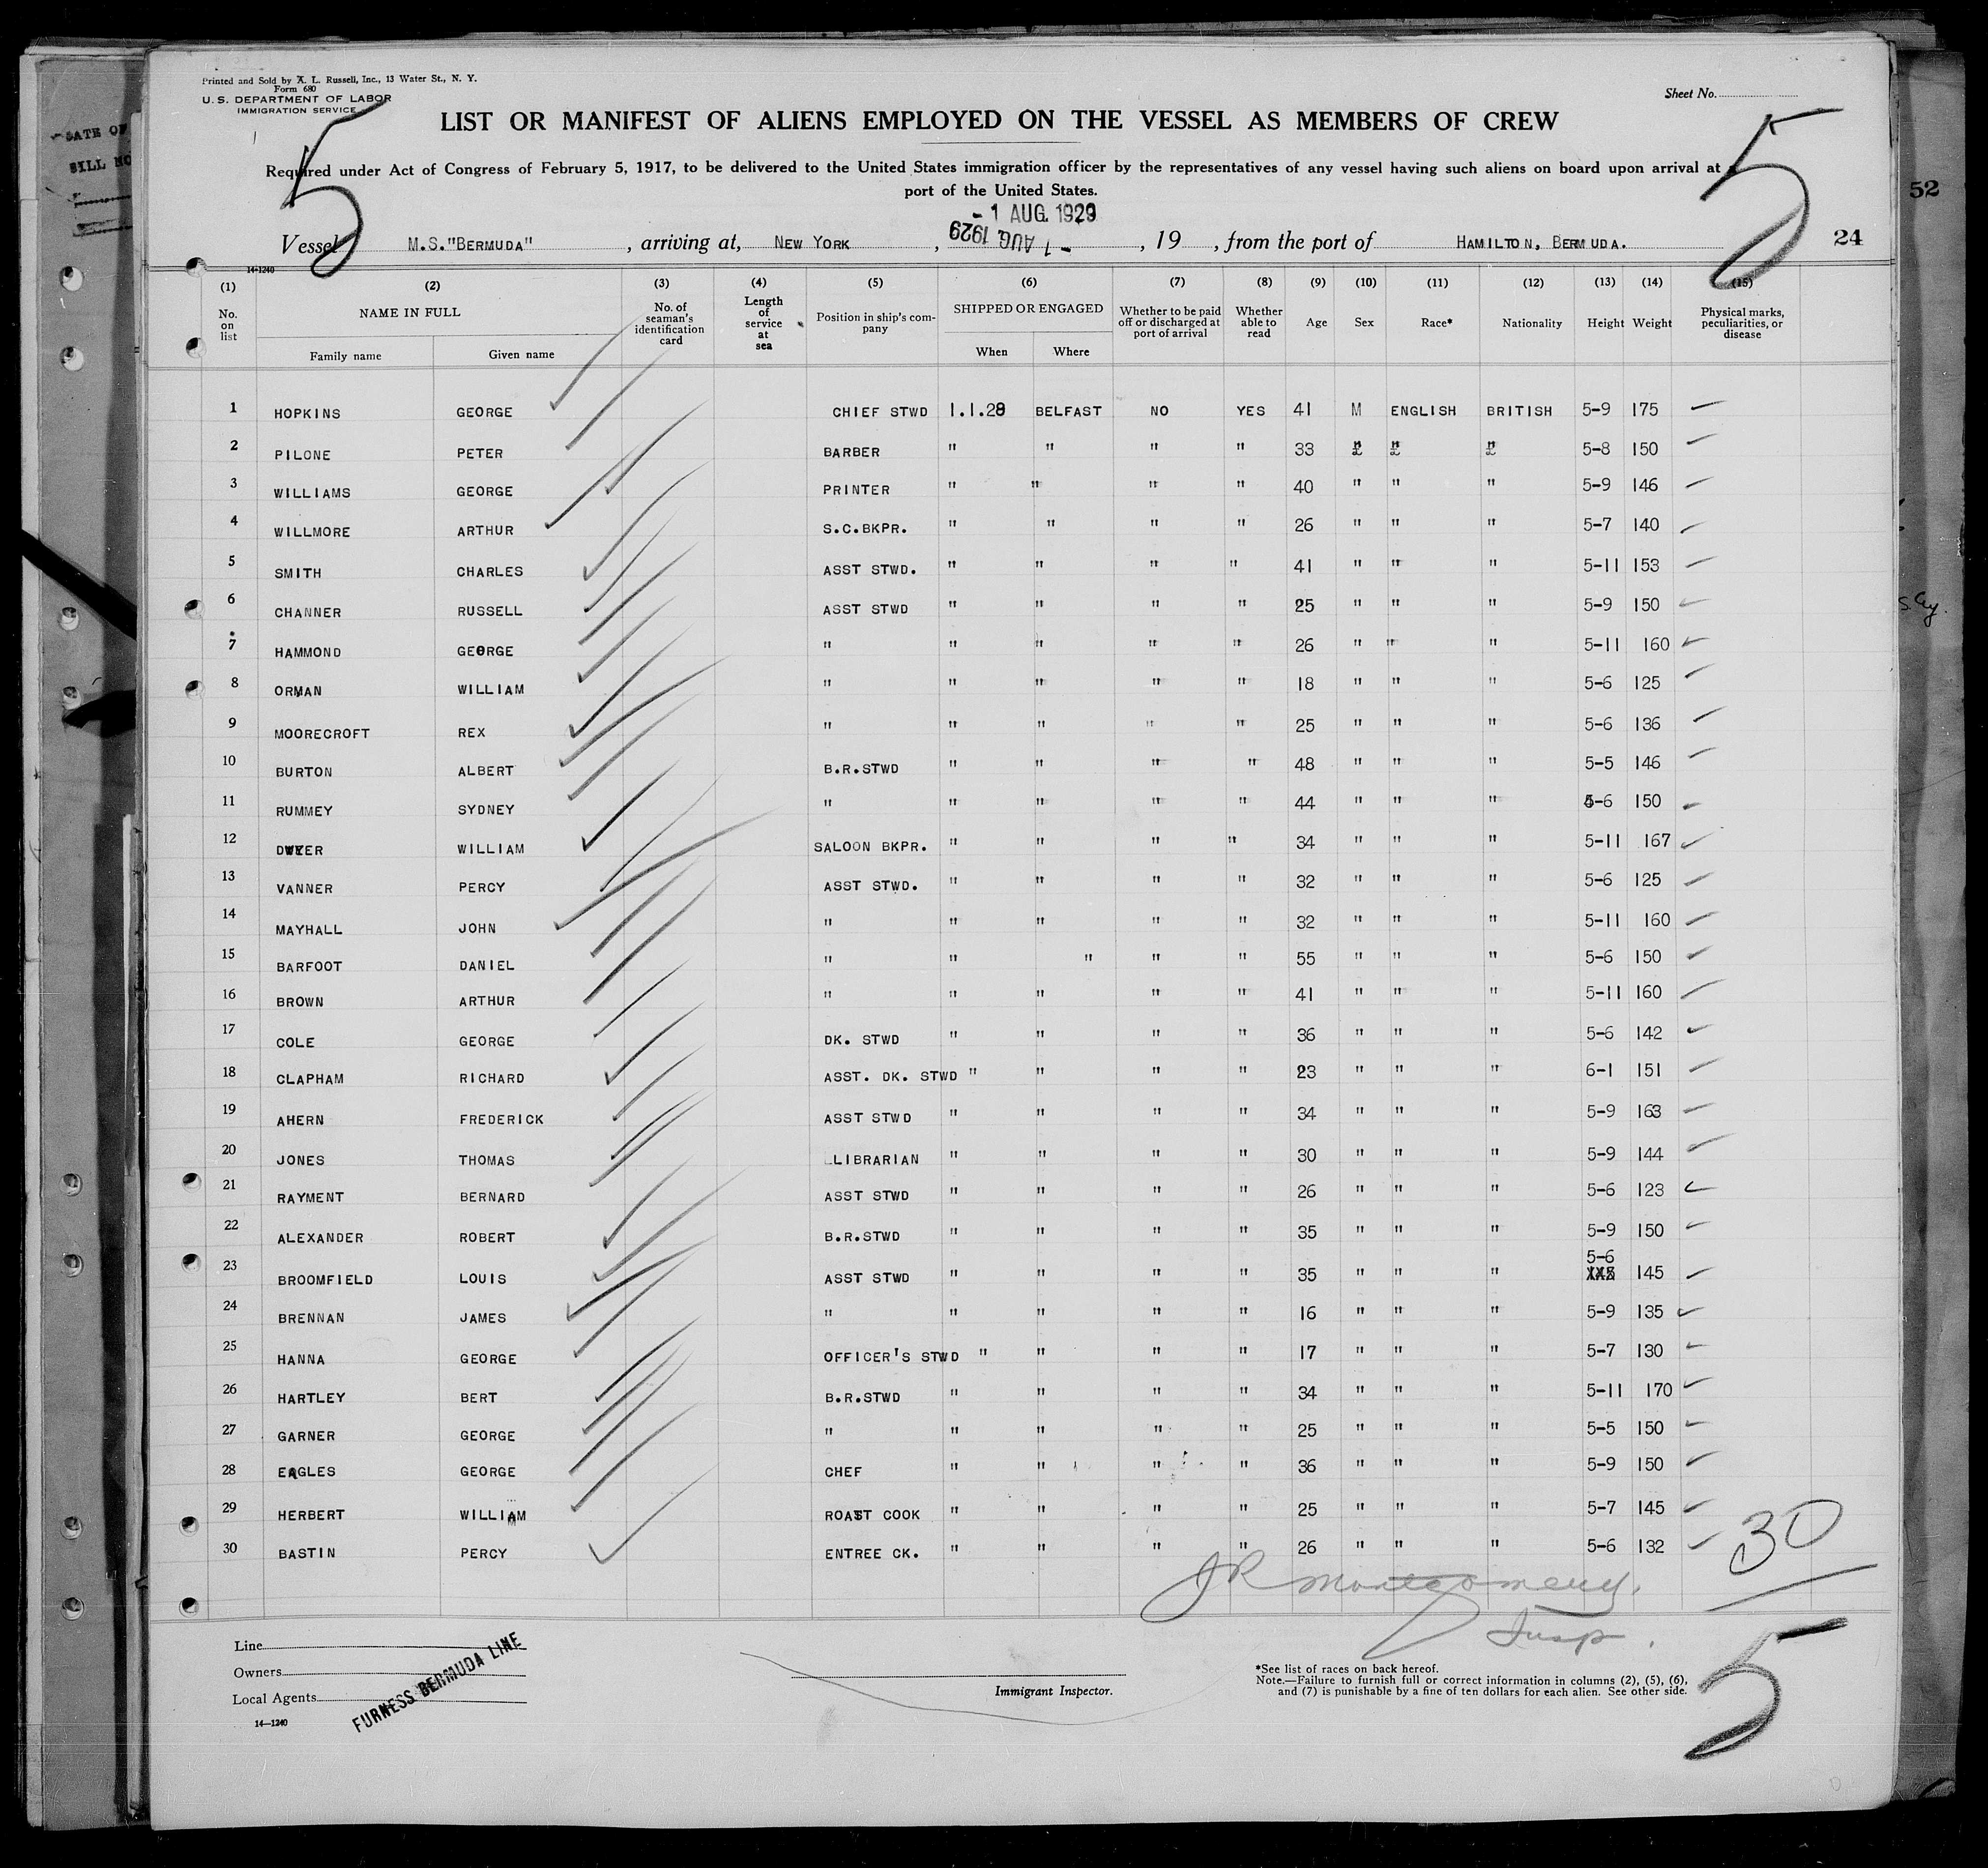 Printed and Sold by A. L. Russell, Inc., 13 Water St., N. Y.
Form 680
U. S. DEPARTMENT OF LABOR
IMMIGRATION SERVICE
Sheet No.
LIST OR MANIFEST OF ALIENS EMPLOYED ON THE VESSEL AS MEMBERS OF CREW
Required under Act of Congress of February 5, 1917, to be delivered to the United States immigration officer by the representatives of any vessel having such aliens on board upon arrival at a
port of the United States.
5 5
- 1 AUG. 1929
Vessel M.S."BERMUDA" , arriving at, NEW YORK , - 1 AUG. 1929 , 19 , from the port of HAMILTON, BERMUDA. 24
52
DATE OF
14-1240
(1) (2) (3) (4) (5) (6) (7) (8) (9) (10) (11) (12) (13) (14) (15)
No. on list NAME IN FULL Family name Given name No. of seaman's identification card Length of service at sea Position in ship's company SHIPPED OR ENGAGED When Where Whether to be paid off or discharged at port of arrival Whether able to read Age Sex Race* Nationality Height Weight Physical marks, peculiarities, or disease
1 HOPKINS GEORGE CHIEF STWD 1.1.28 BELFAST NO YES 41 M ENGLISH BRITISH 5-9 175
2 PILONE PETER BARBER " " " " 33 " " " 5-8 150
3 WILLIAMS GEORGE PRINTER " " " " 40 " " " 5-9 146
4 WILLMORE ARTHUR S.C.BKPR. " " " " 26 " " " 5-7 140
5 SMITH CHARLES ASST STWD. " " " " 41 " " " 5-11 153
6 CHANNER RUSSELL ASST STWD " " " " 25 " " " 5-9 150
7 HAMMOND GEORGE " " " " " 26 " " " 5-11 160
8 ORMAN WILLIAM " " " " " 18 " " " 5-6 125
9 MOORECROFT REX " " " " " 25 " " " 5-6 136
10 BURTON ALBERT B.R.STWD " " " " 48 " " " 5-5 146
11 RUMMEY SYDNEY " " " " " 44 " " " 5-6 150
12 DWYER WILLIAM SALOON BKPR. " " " " 34 " " " 5-11 167
13 VANNER PERCY ASST STWD. " " " " 32 " " " 5-6 125
14 MAYHALL JOHN " " " " " 32 " " " 5-11 160
15 BARFOOT DANIEL " " " " " 55 " " " 5-6 150
16 BROWN ARTHUR " " " " " 41 " " " 5-11 160
17 COLE GEORGE DK. STWD " " " " 36 " " " 5-6 142
18 CLAPHAM RICHARD ASST. DK. STWD " " " " 23 " " " 6-1 151
19 AHERN FREDERICK ASST STWD " " " " 34 " " " 5-9 163
20 JONES THOMAS LIBRARIAN " " " " 30 " " " 5-9 144
21 RAYMENT BERNARD ASST STWD " " " " 26 " " " 5-6 123
22 ALEXANDER ROBERT B.R.STWD " " " " 35 " " " 5-9 150
23 BROOMFIELD LOUIS ASST STWD " " " " 35 " " " 5-6 145
24 BRENNAN JAMES " " " " " 16 " " " 5-9 135
25 HANNA GEORGE OFFICER'S STWD " " " " 17 " " " 5-7 130
26 HARTLEY BERT B.R.STWD " " " " 34 " " " 5-11 170
27 GARNER GEORGE " " " " " 25 " " " 5-5 150
28 EAGLES GEORGE CHEF " " " " 36 " " " 5-9 150
29 HERBERT WILLIAM ROAST COOK " " " " 25 " " " 5-7 145
30 BASTIN PERCY ENTREE CK. " " " " 26 " " " 5-6 132
30
JR Montgomery.
Insp.
Line
Owners
Local Agents
FURNESS BERMUDA LINE
14—1240
Immigrant Inspector.
*See list of races on back hereof.
Note.—Failure to furnish full or correct information in columns (2), (5), (6),
and (7) is punishable by a fine of ten dollars for each alien. See other side.
5